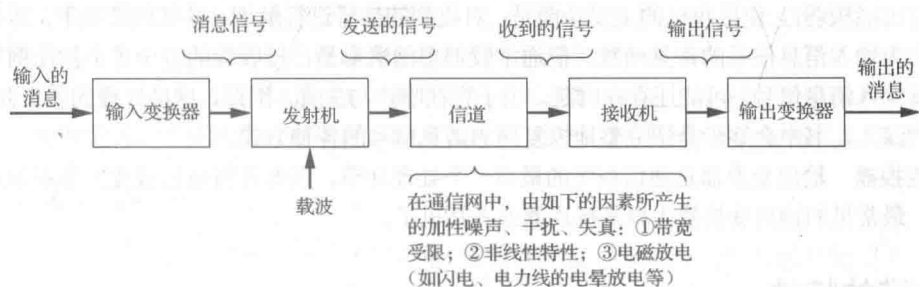 消息信号 发送的信号 收到的信号 输出信号
输入的
消息
输入变换器
发射机
信道
接收机
输出变换器
输出的
消息
载波
在通信网中，由如下的因素所产生
的加性噪声、干扰、失真：①带宽
受限；②非线性特性；③电磁放电
（如闪电、电力线的电晕放电等）